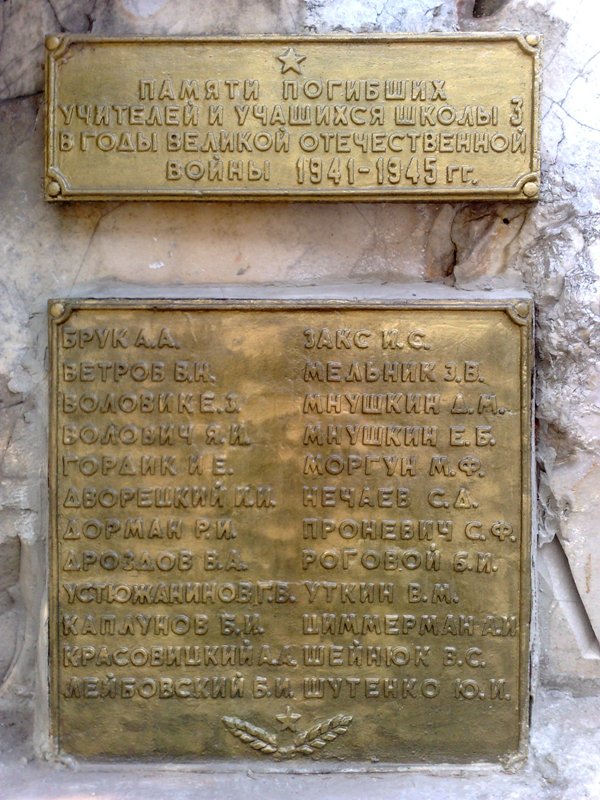 ПАМЯТИ ПОГИБШИХ
УЧИТЕЛЕЙ И УЧАЩИХСЯ ШКОЛЫ 3
В ГОДЫ ВЕЛИКОЙ ОТЕЧЕСТВЕННОЙ
ВОЙНЫ 1941-1945 ГГ.
БРУК А.А.
ВЕТРОВ В.Н.
ВОЛОВИК Е.З.
ВОЛОВИЧ Я.И.
ГОРДИК И Е.
ДВОРЕЦКИЙ И.И.
ДОРМАН Р.И.
ДРОЗДОВ В.А.
УСТЮЖАНИНОВ Г.В.
КАПЛУНОВ Б.И.
КРАСОВИЦКИЙ А.А.
ЛЕЙБОВСКИЙ Б.И.
ЗАКС И.С.
МЕЛЬНИК З.В.
МНУШКИН Д.М.
МНУШКИН Е.Б.
МОРГУН М.Ф.
НЕЧАЕВ С.Д.
ПРОНЕВИЧ С.Ф.
РОГОВОЙ Б.И.
УТКИН В.М.
ЦИММЕРМАН А.И
ШЕЙНЮК В.С.
ШУТЕНКО Ю.И.